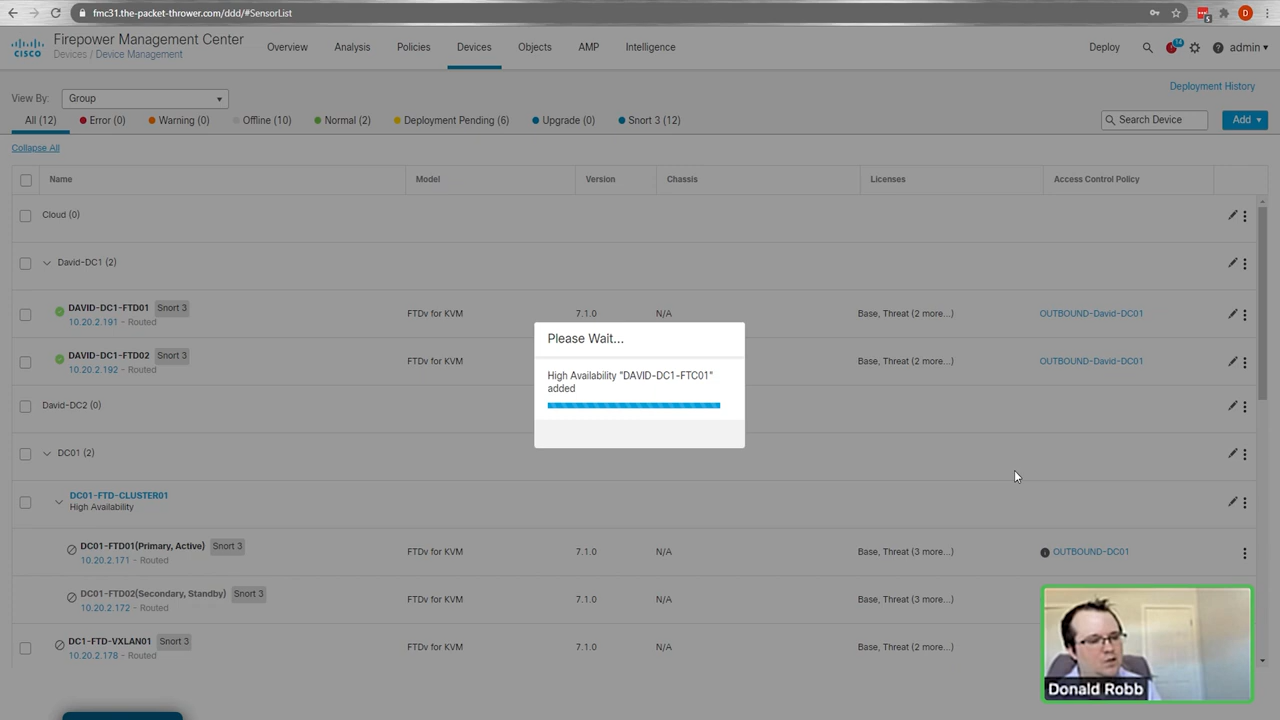 fmc31.the-packet-thrower.com/ddd/#SensorList
5
D
CISCO
Firepower Management Center
Devices / Device Management
Overview
Analysis
Policies
Devices
Objects
AMP
Intelligence
Deploy
14
admin
Deployment History
View By:
Group
All (12)
Error (0)
Warning (0)
Offline (10)
Normal (2)
Deployment Pending (6)
Upgrade (0)
Snort 3 (12)
Search Device
Add
Collapse All
Name
Model
Version
Chassis
Licenses
Access Control Policy
Cloud (0)
David-DC1 (2)
DAVID-DC1-FTD01 Snort 3
10.20.2.191 - Routed
FTDv for KVM
7.1.0
N/A
Base, Threat (2 more...)
OUTBOUND-David-DC01
DAVID-DC1-FTD02 Snort 3
10.20.2.192 - Routed
FTDv for KVM
7.1.0
Base, Threat (2 more...)
OUTBOUND-David-DC01
Please Wait...
High Availability "DAVID-DC1-FTC01"
added
David-DC2 (0)
DC01 (2)
DC01-FTD-CLUSTER01
High Availability
DC01-FTD01(Primary, Active) Snort 3
10.20.2.171 - Routed
FTDv for KVM
7.1.0
N/A
Base, Threat (3 more...)
OUTBOUND-DC01
DC01-FTD02(Secondary, Standby) Snort 3
10.20.2.172 - Routed
FTDv for KVM
7.1.0
N/A
Base, Threat (3 more...)
DC1-FTD-VXLAN01 Snort 3
10.20.2.178 - Routed
FTDv for KVM
7.1.0
N/A
Base, Threat (2 more...)
Donald Robb